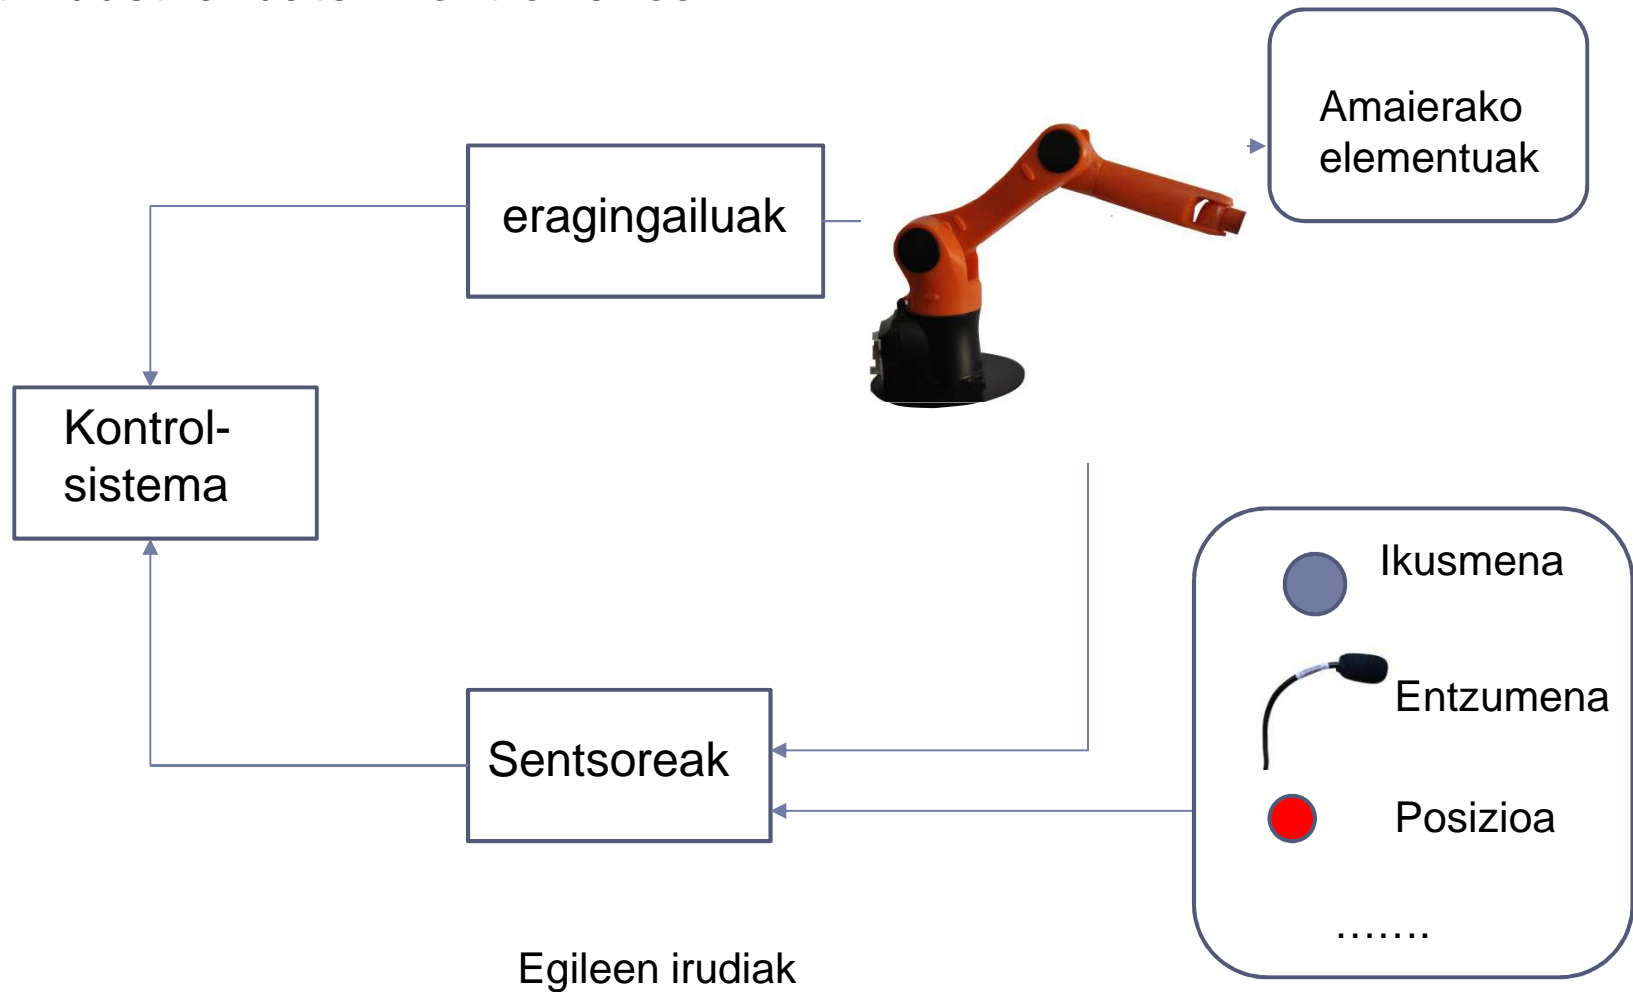 Amaierako
elementuak
eragingailuak
Kontrol-
sistema
Ikusmena
Entzumena
Sentsoreak
Posizioa
.......
Egileen irudiak